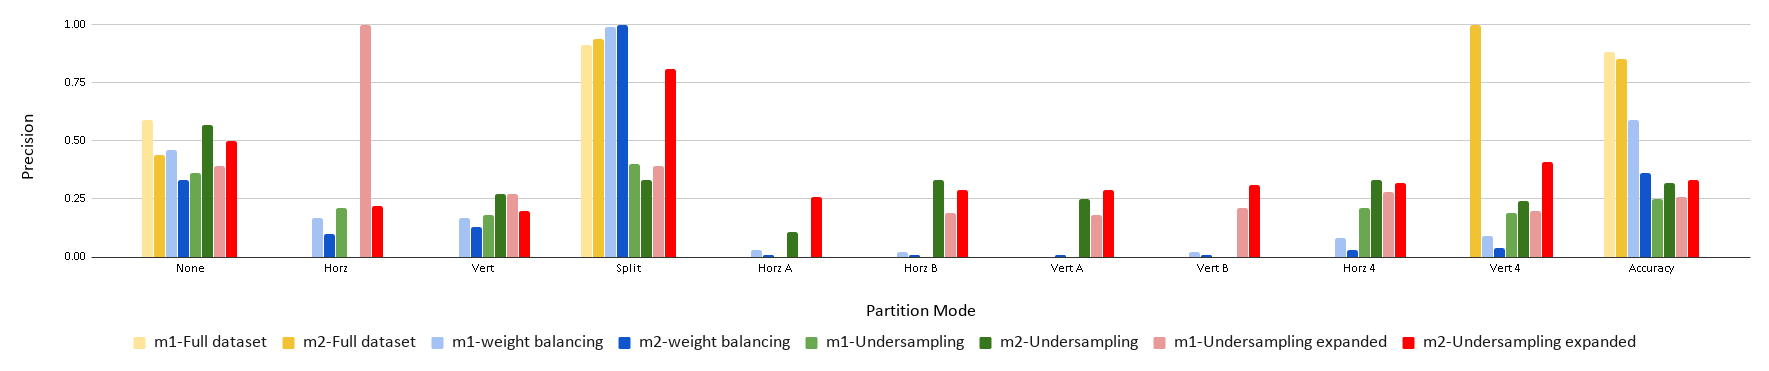 1.00
0.75
0.50
0.25
0.00
Precision
None Horz Vert Split Horz A Horz B Vert A Vert B Horz 4 Vert 4 Accuracy
Partition Mode
m1-Full dataset m2-Full dataset m1-weight balancing m2-weight balancing m1-Undersampling m2-Undersampling m1-Undersampling expanded m2-Undersampling expanded